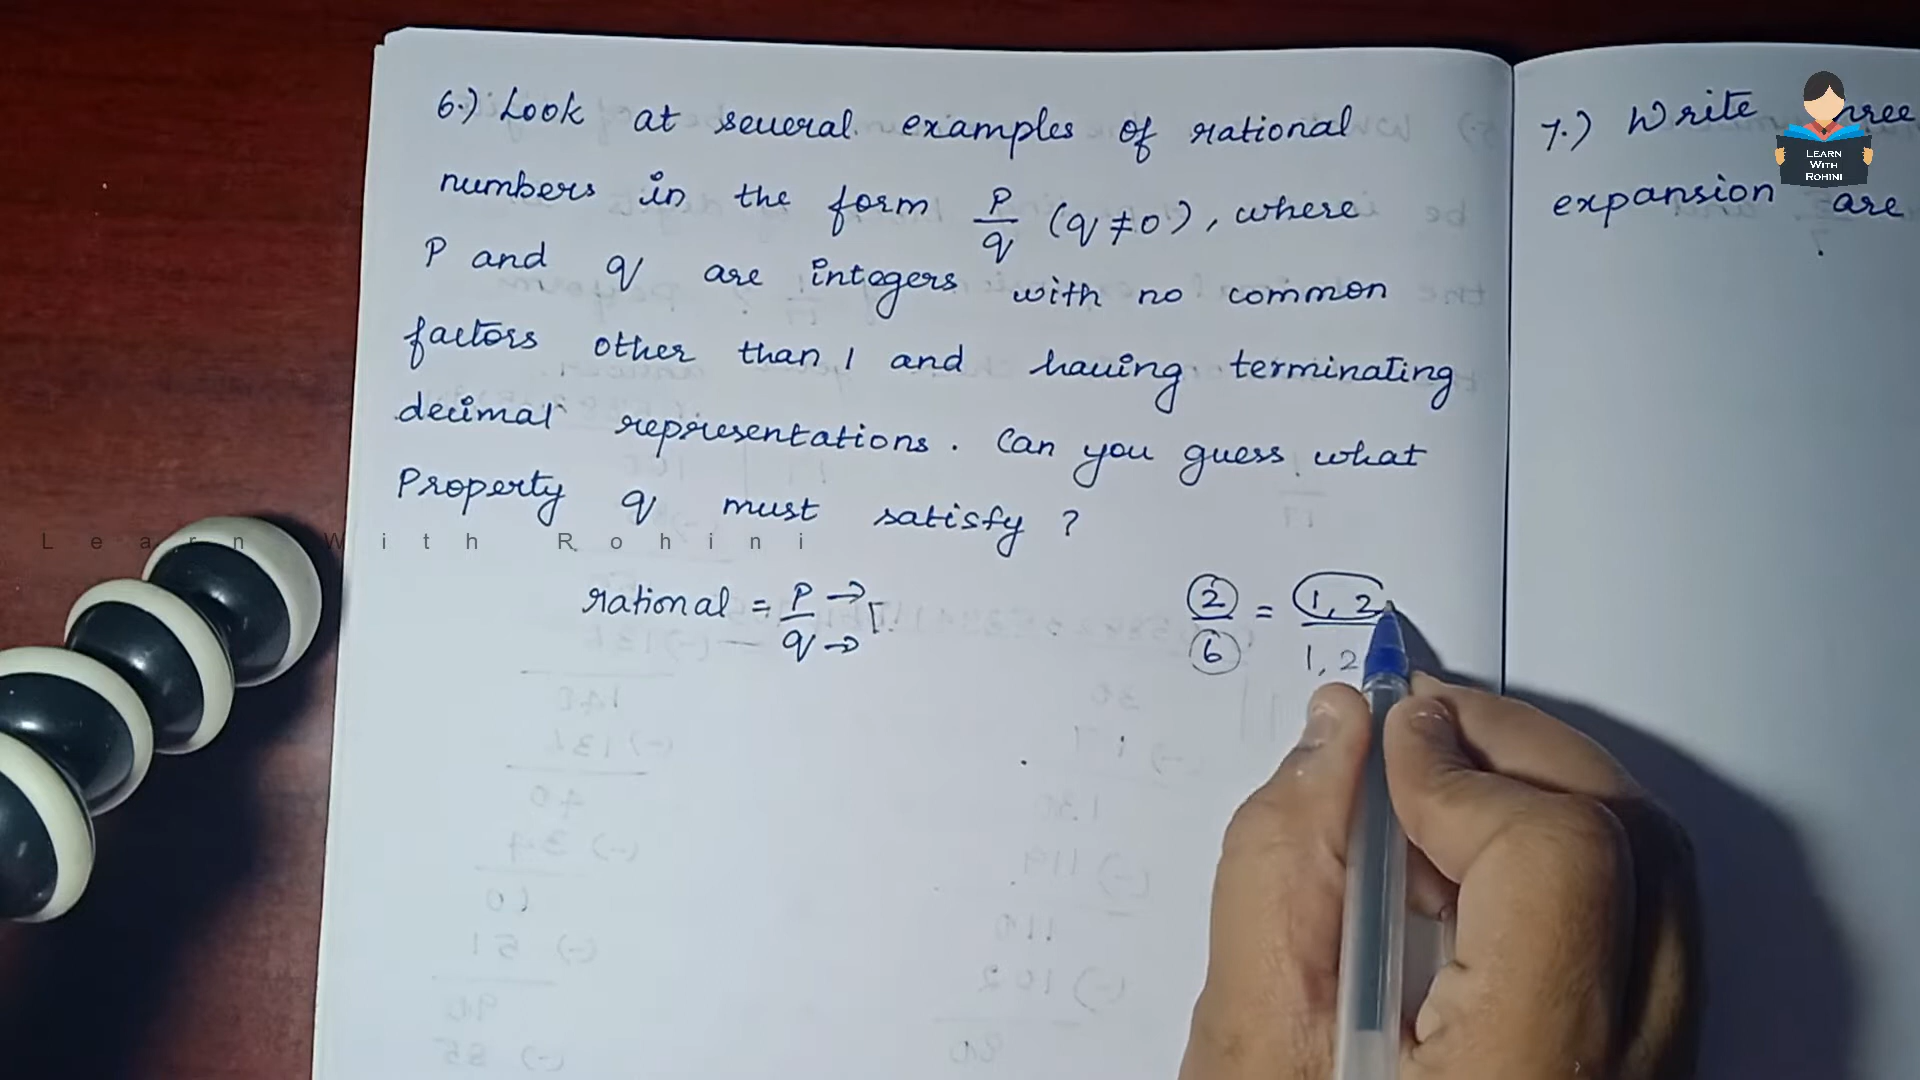 6.) Look at several examples of rational
numbers in the form p/q (q ≠ 0), where
P and q are integers with no common
factors other than 1 and having terminating
decimal representations. Can you guess what
Property q must satisfy ?
rational = p/q → I
2/6 = 1, 2 / 1, 2
7.) Write three
expansion are
LEARN
WITH
ROHINI
Learn With Rohini